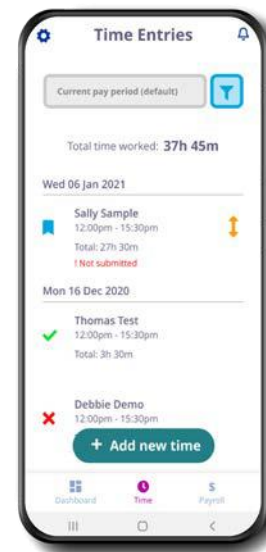 Time Entries
Current pay period (default)
Total time worked: 37h 45m
Wed 06 Jan 2021
Sally Sample
12:00pm - 15:30pm
Total: 27h 30m
! Not submitted
Mon 16 Dec 2020
Thomas Test
12:00pm - 15:30pm
Total: 3h 30m
Debbie Demo
12:00pm - 15:30pm
+ Add new time
Dashboard Time Payroll